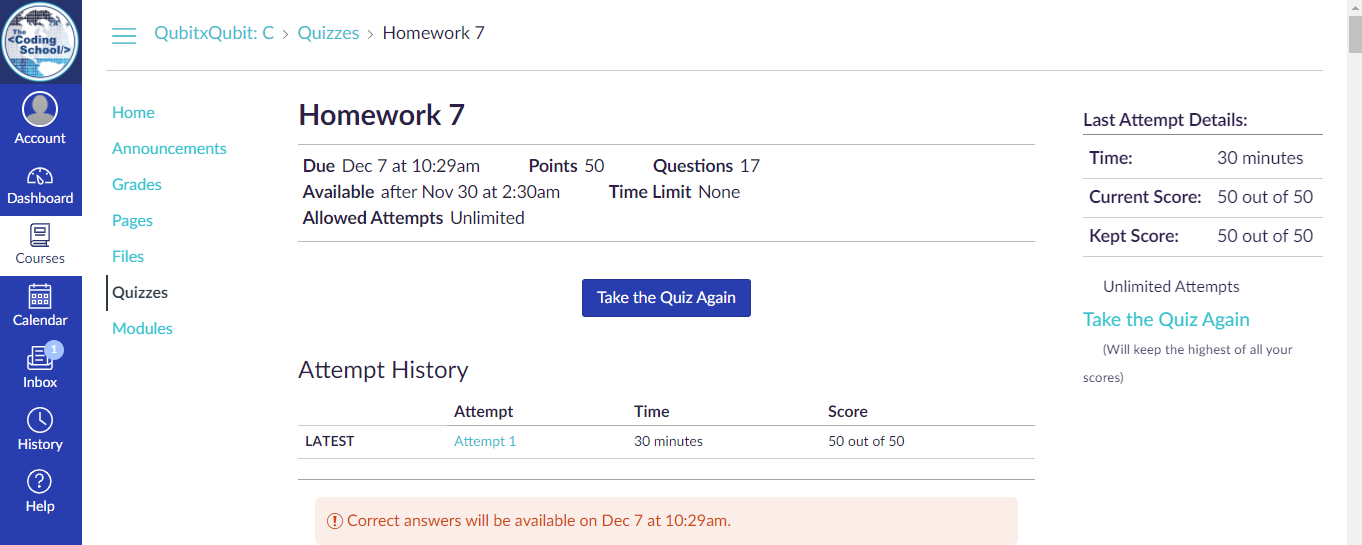 The
<Coding
School/>
Account
Dashboard
Courses
Calendar
1
Inbox
History
Help
QubitxQubit: C > Quizzes > Homework 7
Home
Announcements
Grades
Pages
Files
Quizzes
Modules
Homework 7
Due Dec 7 at 10:29am Points 50 Questions 17
Available after Nov 30 at 2:30am Time Limit None
Allowed Attempts Unlimited
Take the Quiz Again
Attempt History
Attempt Time Score
LATEST Attempt 1 30 minutes 50 out of 50
! Correct answers will be available on Dec 7 at 10:29am.
Last Attempt Details:
Time: 30 minutes
Current Score: 50 out of 50
Kept Score: 50 out of 50
Unlimited Attempts
Take the Quiz Again
(Will keep the highest of all your
scores)